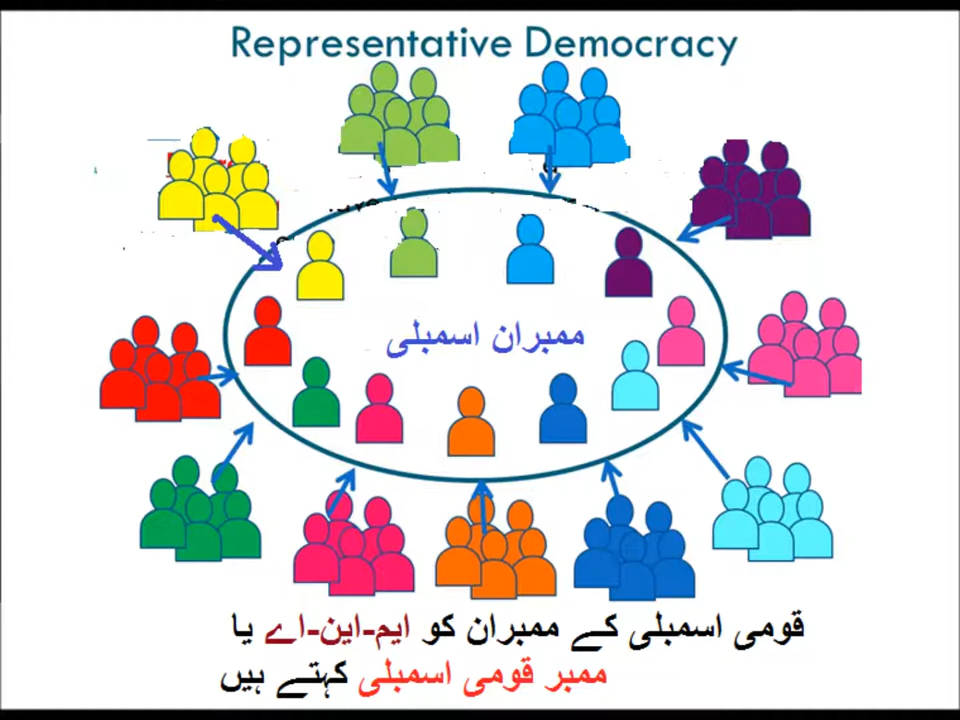 Representative Democracy
ممبران اسمبلی
قومی اسمبلی کے ممبران کو ایم-این-اے یا
ممبر قومی اسمبلی کہتے ہیں